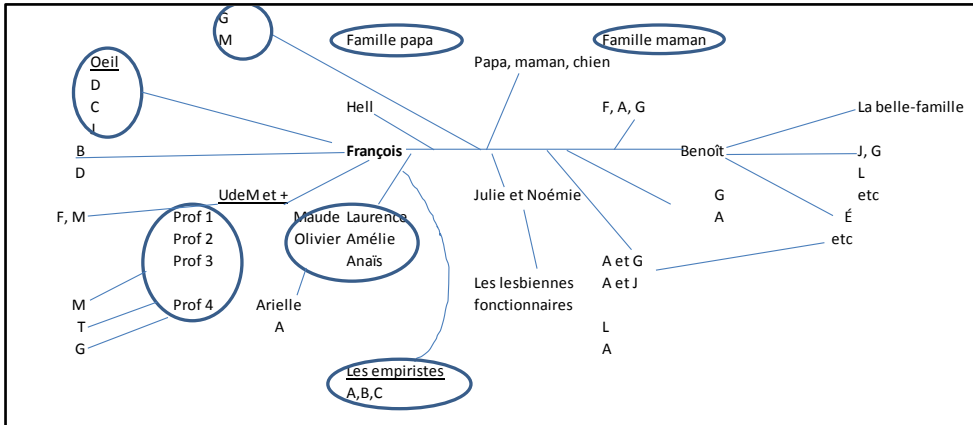 G
M
Famille papa
Famille maman
Oeil
D
C
Papa, maman, chien
Hell
F, A, G
La belle-famille
B
D
François
Benoît
J, G
L
etc
UdeM et +
Julie et Noémie
G
A
É
etc
F, M
Prof 1
Prof 2
Prof 3
Prof 4
Maude Laurence
Olivier Amélie
Anaïs
A et G
A et J
Les lesbiennes
fonctionnaires
M
T
G
Arielle
A
L
A
Les empiristes
A,B,C